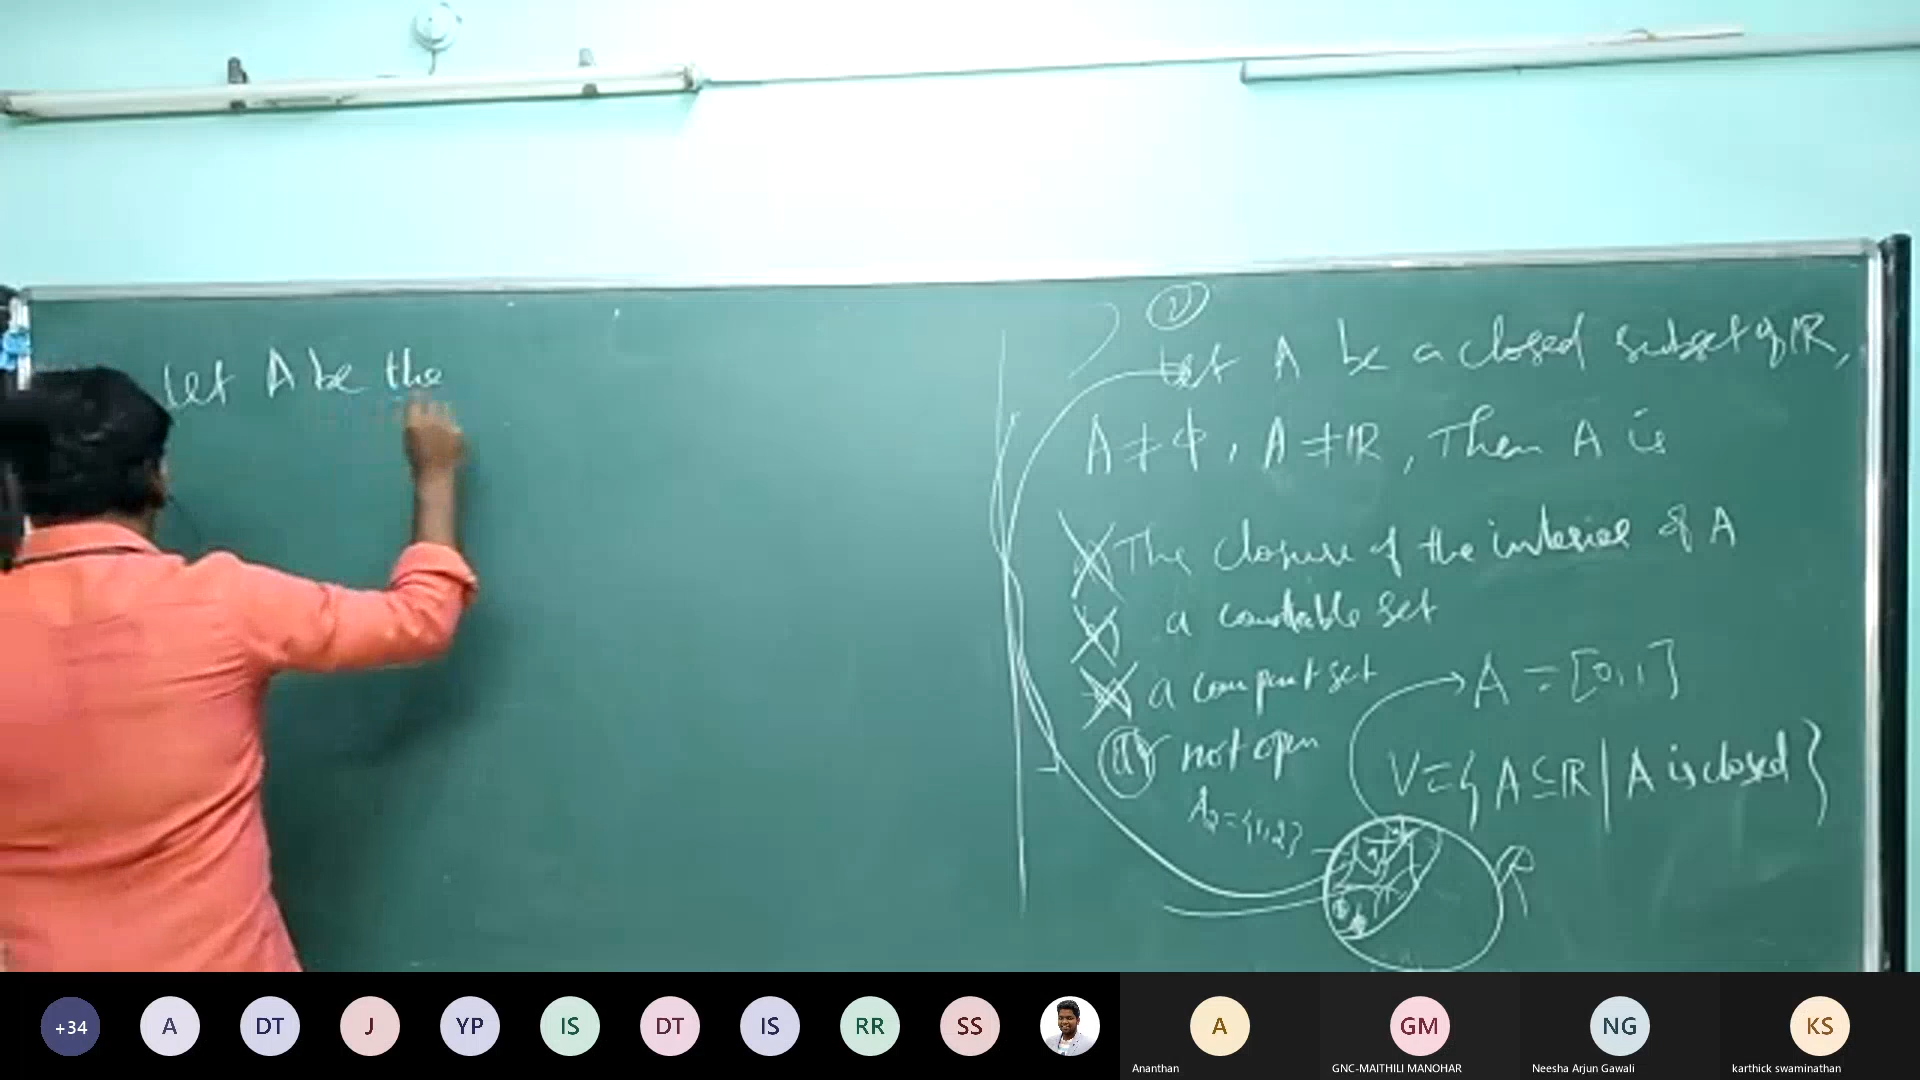 Let A be the
Let A be a closed subset of ℝ,
A ≠ ϕ, A ≠ ℝ, Then A is
The closure of the interior of A
a countable set
a compact set
A = [0,1]
d) not open
V = { A ⊆ ℝ | A is closed }
A₂ = {1,2}
ℝ
+34
A
DT
J
YP
IS
DT
IS
RR
SS
A
GM
NG
KS
Ananthan
GNC-MAITHILI MANOHAR
Neesha Arjun Gawali
karthick swaminathan